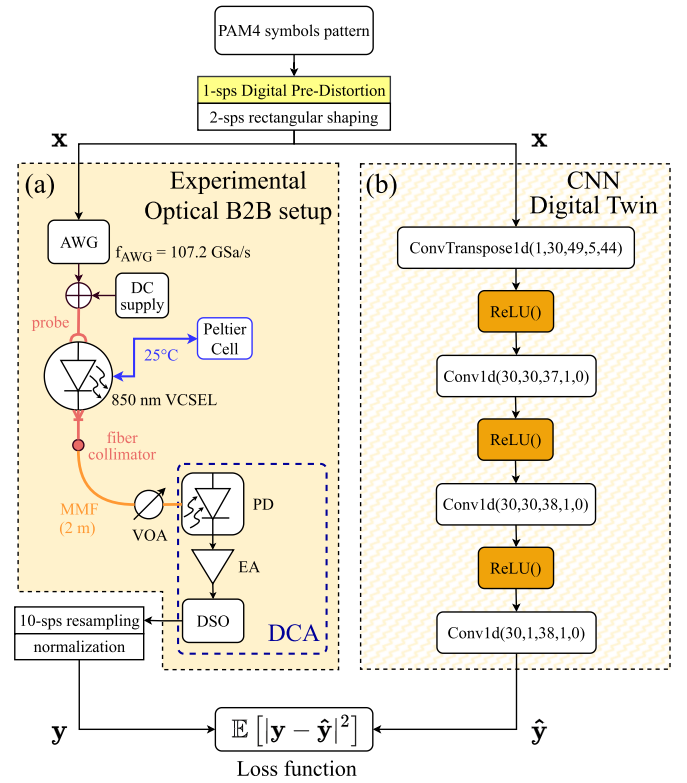 PAM4 symbols pattern
1-sps Digital Pre-Distortion
2-sps rectangular shaping
x
x
(a)
Experimental
Optical B2B setup
AWG
f_AWG = 107.2 GSa/s
DC
supply
probe
Peltier
Cell
25°C
850 nm VCSEL
fiber
collimator
MMF
(2 m)
VOA
PD
EA
DSO
DCA
10-sps resampling
normalization
(b)
CNN
Digital Twin
ConvTranspose1d(1,30,49,5,44)
ReLU()
Conv1d(30,30,37,1,0)
ReLU()
Conv1d(30,30,38,1,0)
ReLU()
Conv1d(30,1,38,1,0)
y
𝔼[|y − ŷ|²]
ŷ
Loss function